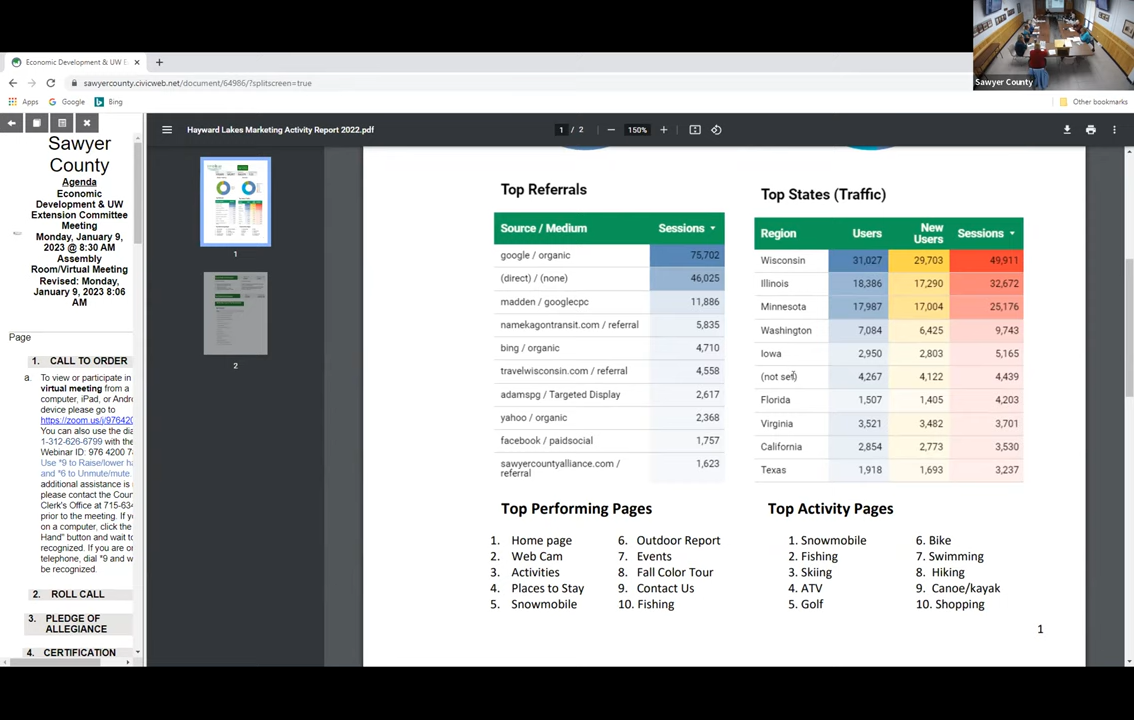 Sawyer County
Economic Development & UW E
sawyercounty.civicweb.net/document/64986/?splitscreen=true
Apps
Google
Bing
Other bookmarks
Hayward Lakes Marketing Activity Report 2022.pdf
1 / 2
150%
Sawyer
County
Agenda
Economic
Development & UW
Extension Committee
Meeting
Monday, January 9,
2023 @ 8:30 AM
Assembly
Room/Virtual Meeting
Revised: Monday,
January 9, 2023 8:06
AM
Page
1. CALL TO ORDER
a. To view or participate in
virtual meeting from a
computer, iPad, or Andro
device please go to
https://zoom.us/j/976420
You can also use the dia
1-312-626-6799 with the
Webinar ID: 976 4200 7
Use *9 to Raise/lower ha
and *6 to Unmute/mute.
additional assistance is
please contact the Coun
Clerk's Office at 715-634
prior to the meeting. If y
on a computer, click the
Hand" button and wait to
recognized. If you are or
telephone, dial *9 and w
be recognized.
2. ROLL CALL
3. PLEDGE OF
ALLEGIANCE
4. CERTIFICATION
1
2
Top Referrals
Source / Medium Sessions
google / organic 75,702
(direct) / (none) 46,025
madden / googlecpc 11,886
namekagontransit.com / referral 5,835
bing / organic 4,710
travelwisconsin.com / referral 4,558
adamspg / Targeted Display 2,617
yahoo / organic 2,368
facebook / paidsocial 1,757
sawyercountyalliance.com / 1,623
referral
Top States (Traffic)
Region Users New Users Sessions
Wisconsin 31,027 29,703 49,911
Illinois 18,386 17,290 32,672
Minnesota 17,987 17,004 25,176
Washington 7,084 6,425 9,743
Iowa 2,950 2,803 5,165
(not set) 4,267 4,122 4,439
Florida 1,507 1,405 4,203
Virginia 3,521 3,482 3,701
California 2,854 2,773 3,530
Texas 1,918 1,693 3,237
Top Performing Pages
1. Home page
2. Web Cam
3. Activities
4. Places to Stay
5. Snowmobile
6. Outdoor Report
7. Events
8. Fall Color Tour
9. Contact Us
10. Fishing
Top Activity Pages
1. Snowmobile
2. Fishing
3. Skiing
4. ATV
5. Golf
6. Bike
7. Swimming
8. Hiking
9. Canoe/kayak
10. Shopping
1